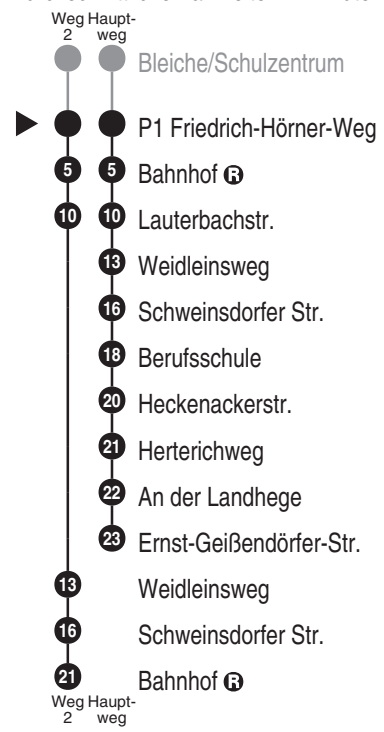 Weg Haupt-
2 weg
Bleiche/Schulzentrum
P1 Friedrich-Hörner-Weg
5 5 Bahnhof R
10 10 Lauterbachstr.
13 Weidleinsweg
16 Schweinsdorfer Str.
18 Berufsschule
20 Heckenackerstr.
21 Herterichweg
22 An der Landhege
23 Ernst-Geißendörfer-Str.
13 Weidleinsweg
16 Schweinsdorfer Str.
21 Bahnhof R
Weg Haupt-
2 weg